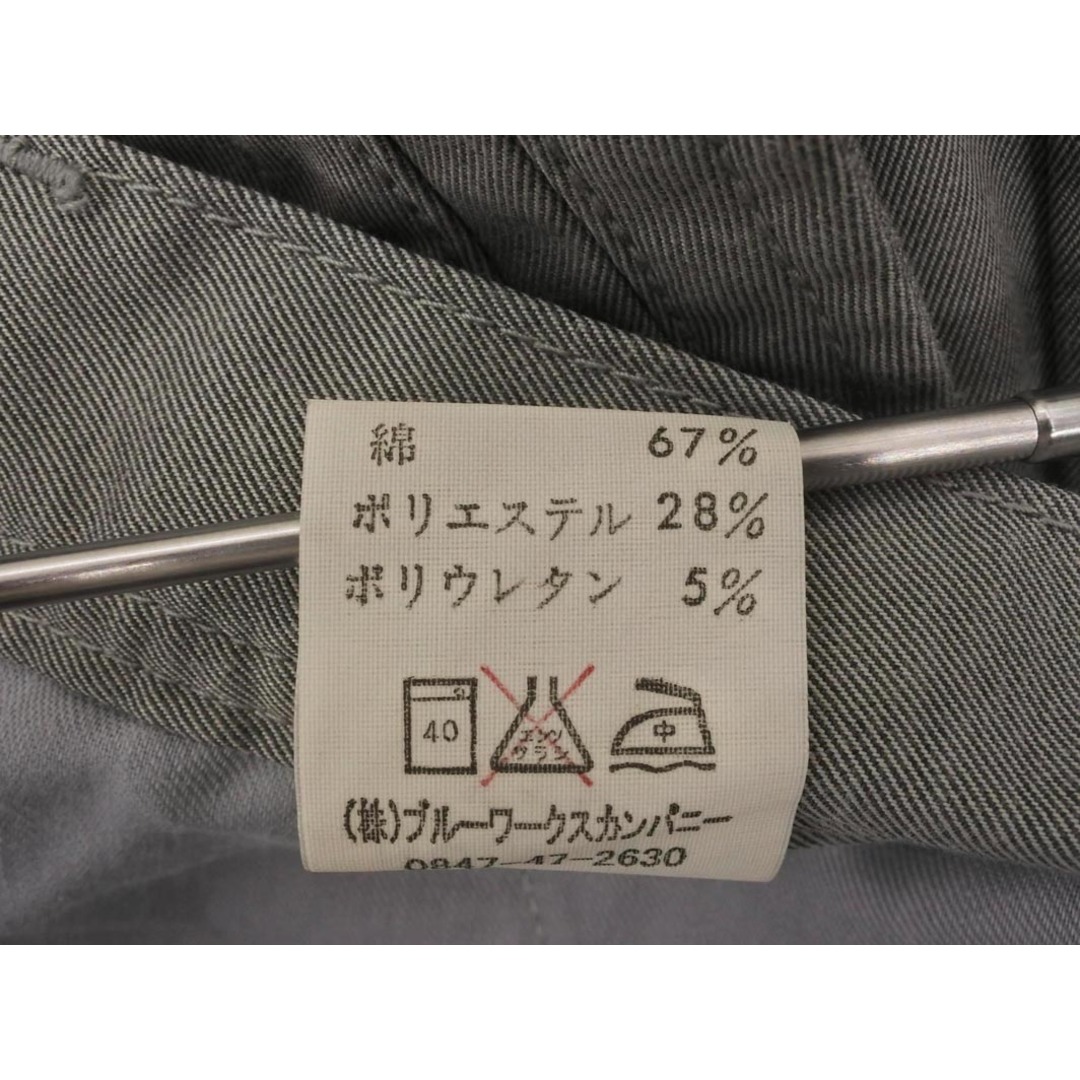 綿 67%
ポリエステル 28%
ポリウレタン 5%
40 エンソ サラシ 中
(株)ブルーワークスカンパニー
0847-47-2630